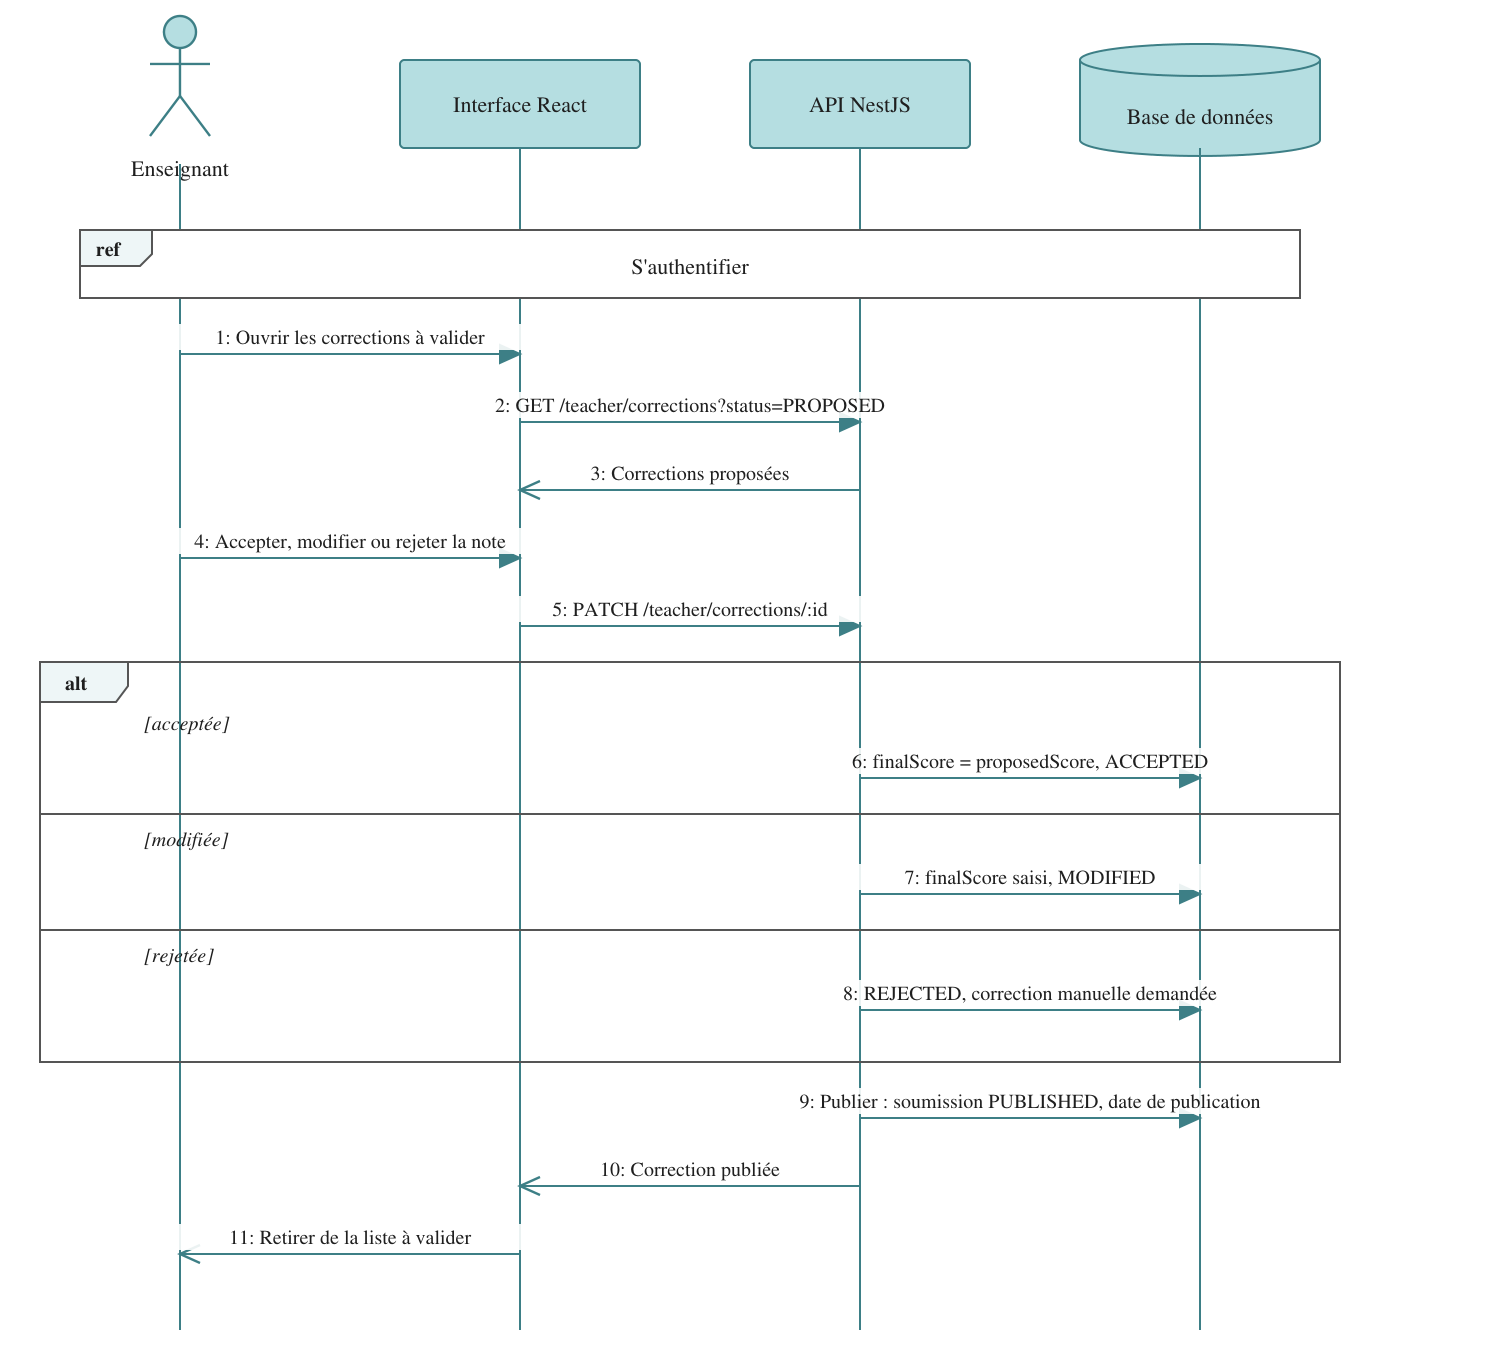 Interface React
API NestJS
Base de données
Enseignant
ref
S'authentifier
1: Ouvrir les corrections à valider
2: GET /teacher/corrections?status=PROPOSED
3: Corrections proposées
4: Accepter, modifier ou rejeter la note
5: PATCH /teacher/corrections/:id
alt
[acceptée]
6: finalScore = proposedScore, ACCEPTED
[modifiée]
7: finalScore saisi, MODIFIED
[rejetée]
8: REJECTED, correction manuelle demandée
9: Publier : soumission PUBLISHED, date de publication
10: Correction publiée
11: Retirer de la liste à valider